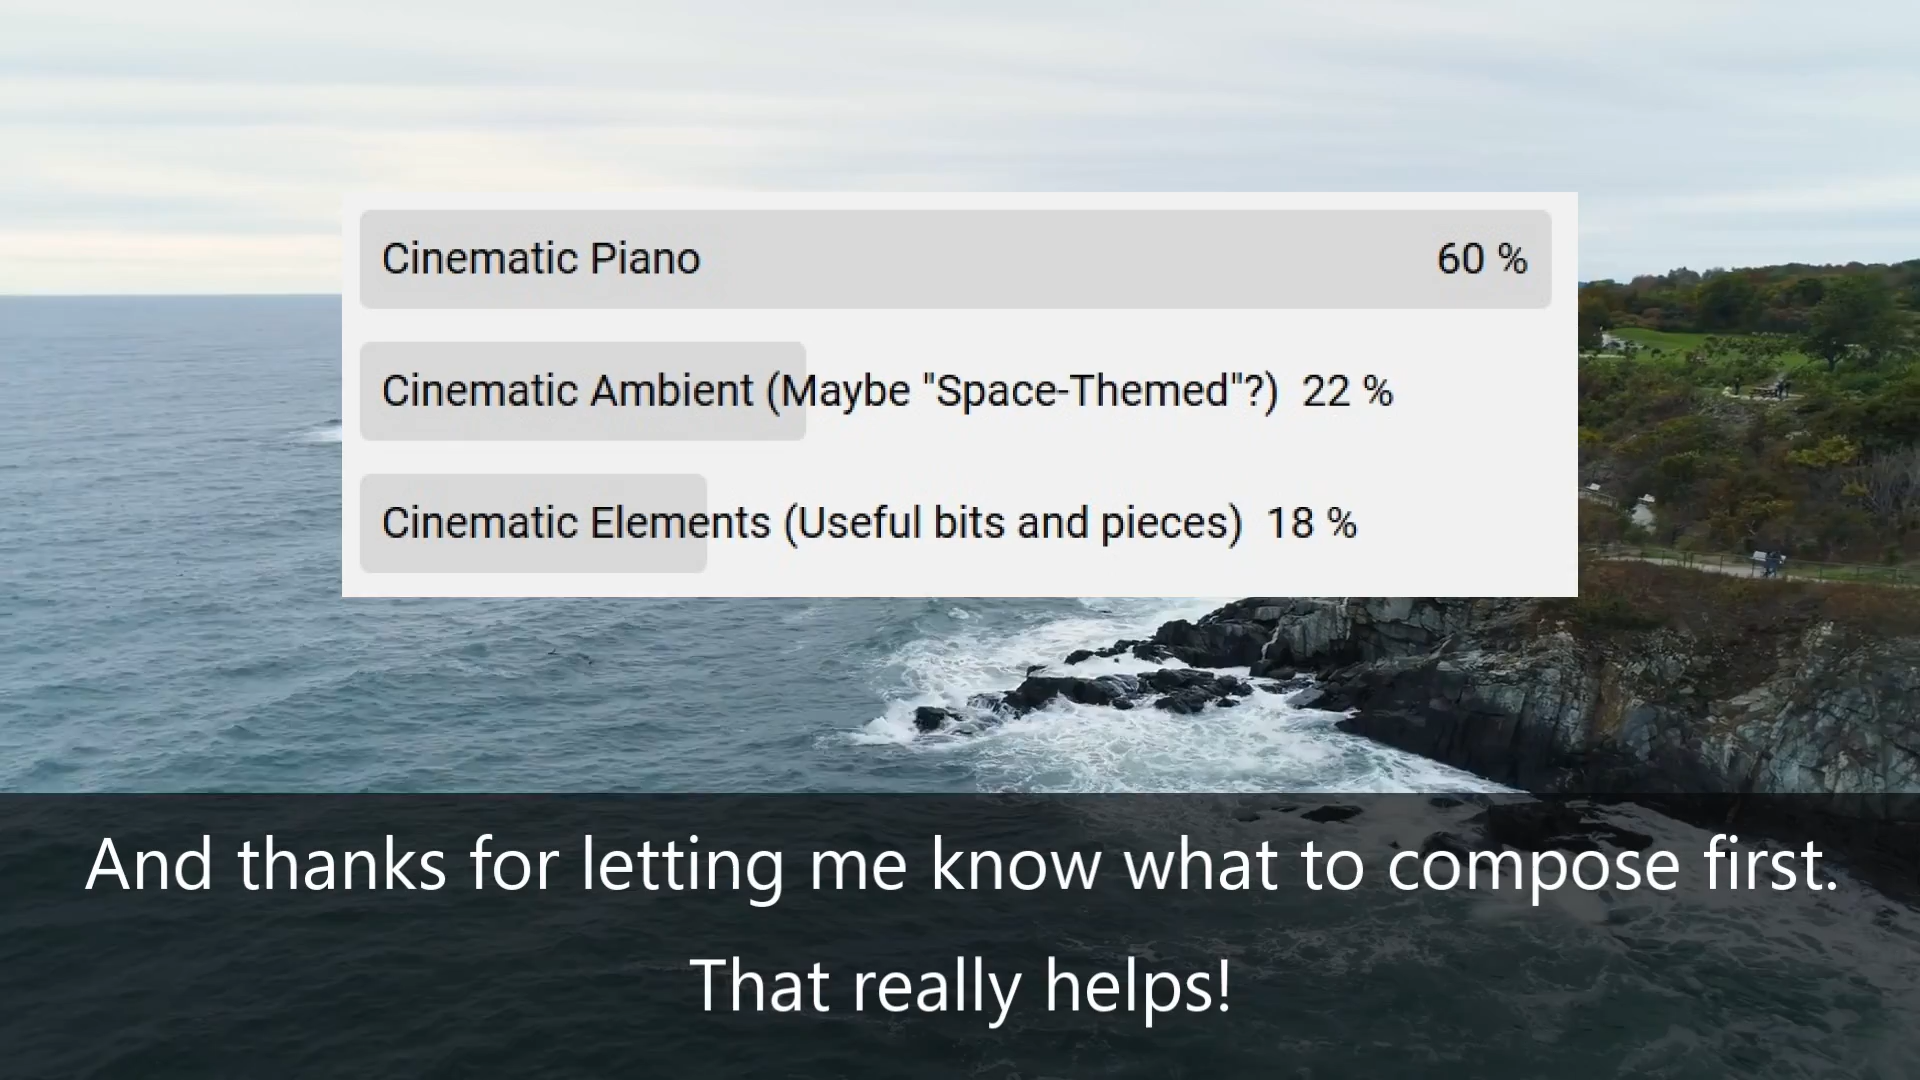 Cinematic Piano 60 %
Cinematic Ambient (Maybe "Space-Themed"?) 22 %
Cinematic Elements (Useful bits and pieces) 18 %
And thanks for letting me know what to compose first.
That really helps!